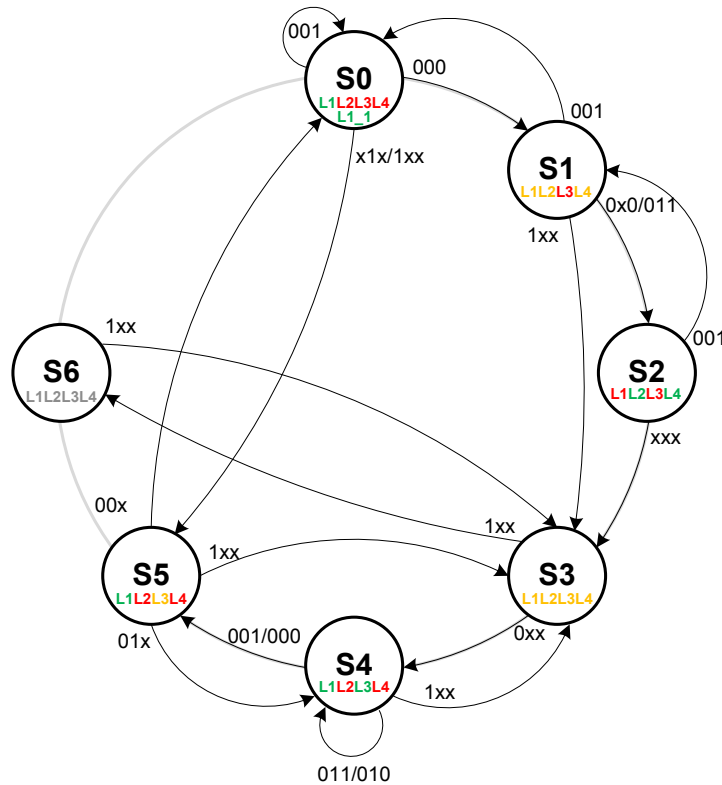 001
000
S0
L1L2L3L4
L1_1
001
x1x/1xx
S1
L1L2L3L4
0x0/011
1xx
1xx
S6
L1L2L3L4
S2
L1L2L3L4
001
xxx
00x
1xx
1xx
S5
L1L2L3L4
S3
L1L2L3L4
01x
001/000
0xx
S4
L1L2L3L4
1xx
011/010